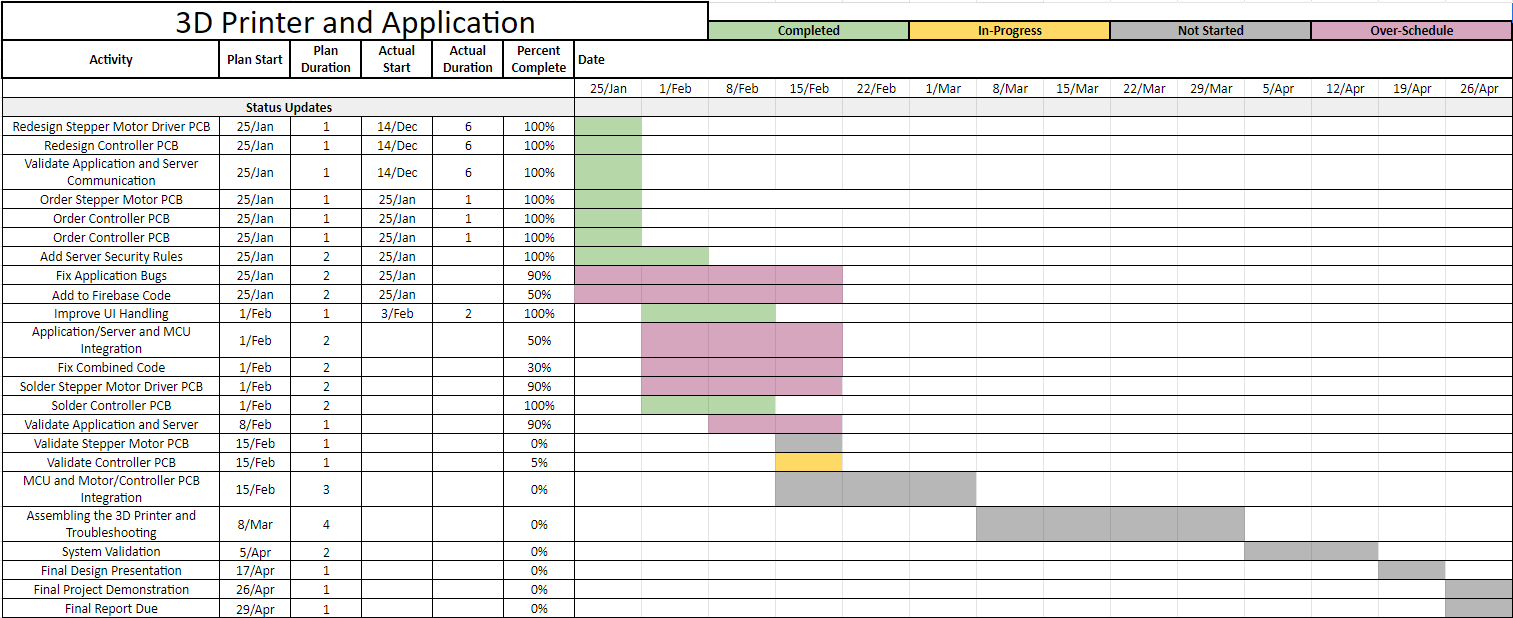 3D Printer and Application
Completed In-Progress Not Started Over-Schedule
Activity Plan Start Plan Duration Actual Start Actual Duration Percent Complete Date
25/Jan 1/Feb 8/Feb 15/Feb 22/Feb 1/Mar 8/Mar 15/Mar 22/Mar 29/Mar 5/Apr 12/Apr 19/Apr 26/Apr
Status Updates
Redesign Stepper Motor Driver PCB 25/Jan 1 14/Dec 6 100%
Redesign Controller PCB 25/Jan 1 14/Dec 6 100%
Validate Application and Server Communication 25/Jan 1 14/Dec 6 100%
Order Stepper Motor PCB 25/Jan 1 25/Jan 1 100%
Order Controller PCB 25/Jan 1 25/Jan 1 100%
Order Controller PCB 25/Jan 1 25/Jan 1 100%
Add Server Security Rules 25/Jan 2 25/Jan 100%
Fix Application Bugs 25/Jan 2 25/Jan 90%
Add to Firebase Code 25/Jan 2 25/Jan 50%
Improve UI Handling 1/Feb 1 3/Feb 2 100%
Application/Server and MCU Integration 1/Feb 2 50%
Fix Combined Code 1/Feb 2 30%
Solder Stepper Motor Driver PCB 1/Feb 2 90%
Solder Controller PCB 1/Feb 2 100%
Validate Application and Server 8/Feb 1 90%
Validate Stepper Motor PCB 15/Feb 1 0%
Validate Controller PCB 15/Feb 1 5%
MCU and Motor/Controller PCB Integration 15/Feb 3 0%
Assembling the 3D Printer and Troubleshooting 8/Mar 4 0%
System Validation 5/Apr 2 0%
Final Design Presentation 17/Apr 1 0%
Final Project Demonstration 26/Apr 1 0%
Final Report Due 29/Apr 1 0%